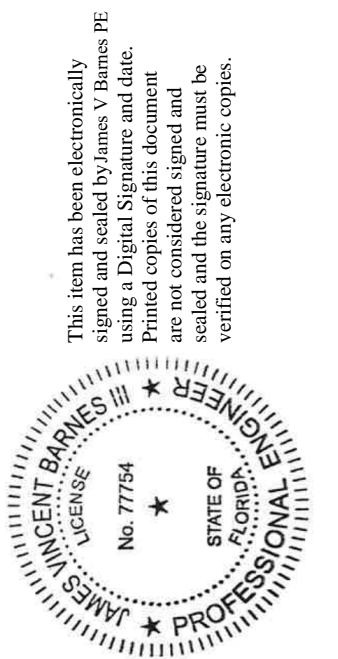 This item has been electronically
signed and sealed byJames V Barnes PE
using a Digital Signature and date.
Printed copies of this document
are not considered signed and
sealed and the signature must be
verified on any electronic copies.
JAMES VINCENT BARNES III
LICENSE
No. 77754
★
STATE OF
FLORIDA
★ PROFESSIONAL ENGINEER ★